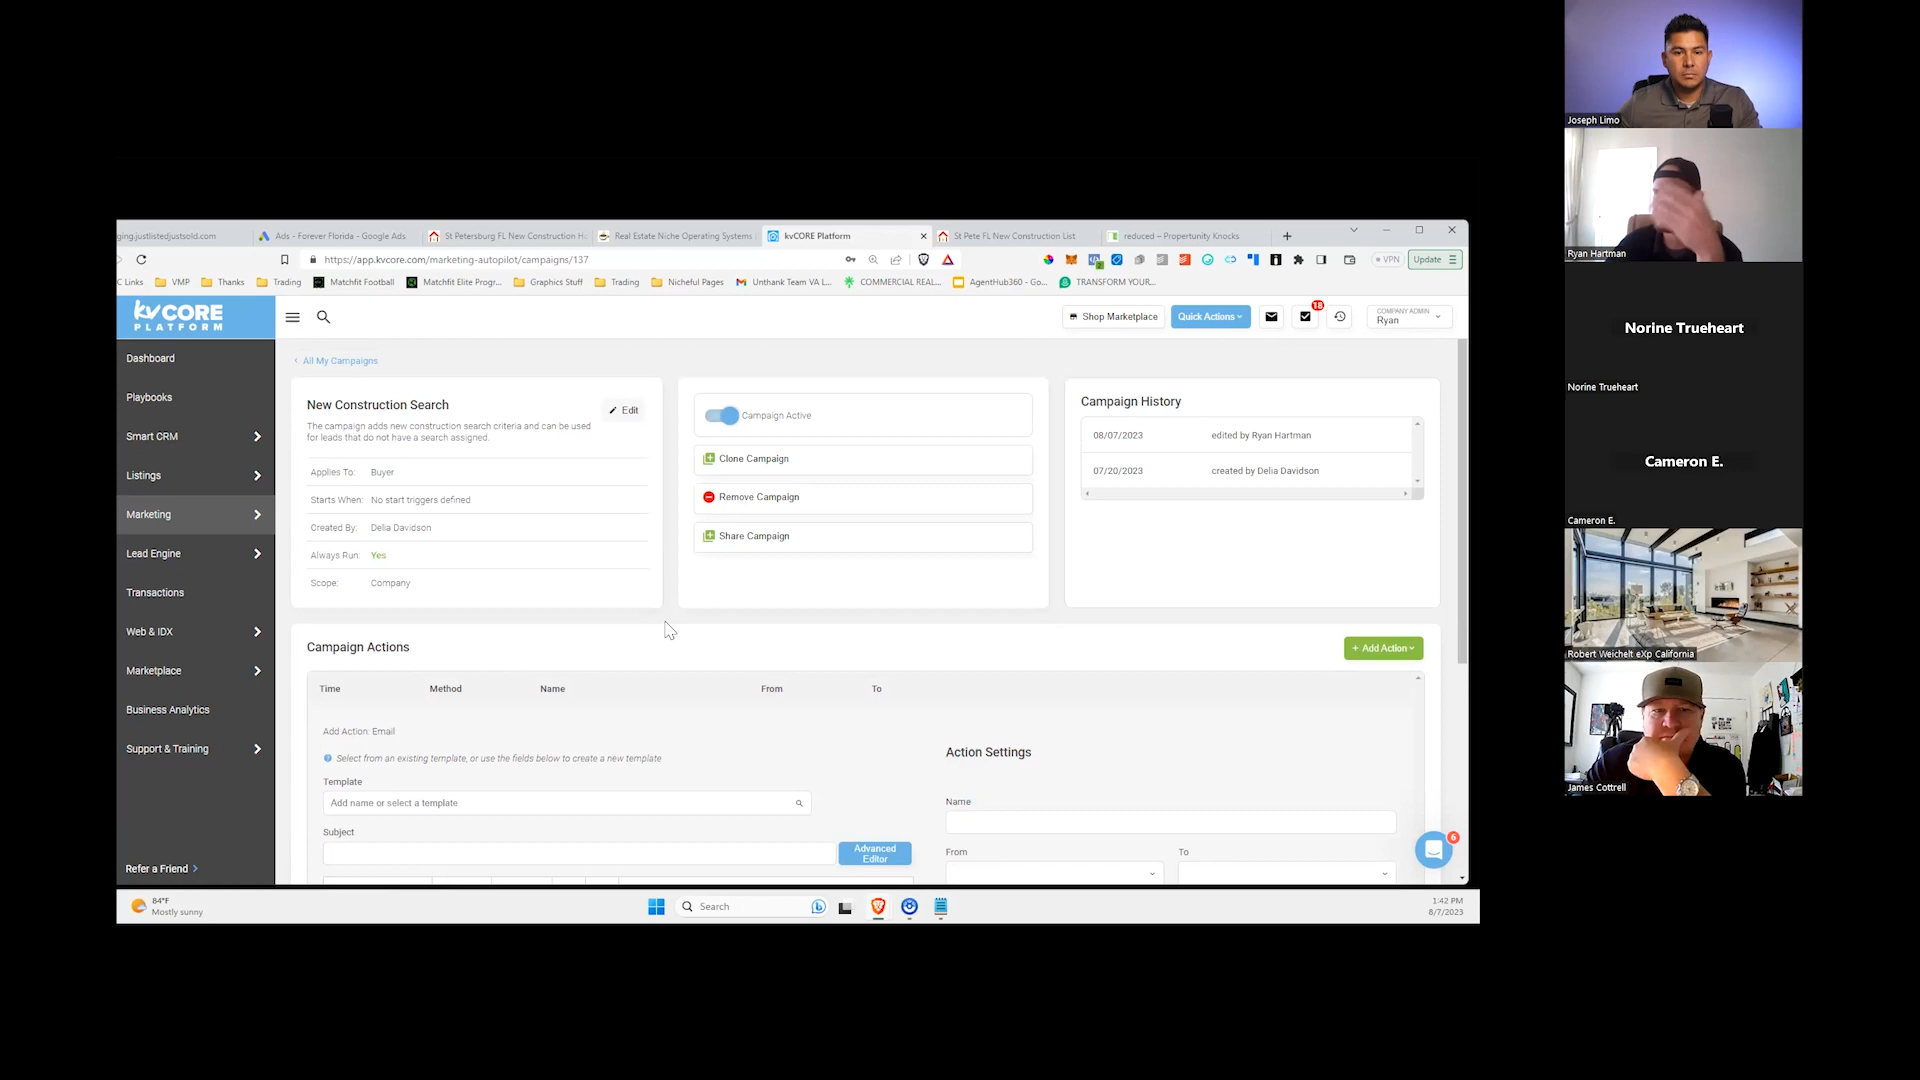 ging.justlistedjustsold.com
Ads - Forever Florida - Google Ads
St Petersburg FL New Construction H
Real Estate Niche Operating Systems
kvCORE Platform
St Pete FL New Construction List
reduced – Propertunity Knocks
https://app.kvcore.com/marketing-autopilot/campaigns/137
VPN
Update
C Links
VMP
Thanks
Trading
Matchfit Football
Matchfit Elite Progr...
Graphics Stuff
Trading
Nicheful Pages
Unthank Team VA L...
COMMERCIAL REAL...
AgentHub360 - Go...
TRANSFORM YOUR...
kvCORE
PLATFORM
Shop Marketplace
Quick Actions
18
COMPANY ADMIN
Ryan
Dashboard
Playbooks
Smart CRM
Listings
Marketing
Lead Engine
Transactions
Web & IDX
Marketplace
Business Analytics
Support & Training
Refer a Friend
All My Campaigns
New Construction Search
Edit
The campaign adds new construction search criteria and can be used
for leads that do not have a search assigned.
Applies To: Buyer
Starts When: No start triggers defined
Created By: Delia Davidson
Always Run: Yes
Scope: Company
Campaign Active
Clone Campaign
Remove Campaign
Share Campaign
Campaign History
08/07/2023 edited by Ryan Hartman
07/20/2023 created by Delia Davidson
Campaign Actions
+ Add Action
Time Method Name From To
Add Action: Email
Select from an existing template, or use the fields below to create a new template
Template
Add name or select a template
Subject
Advanced
Editor
Action Settings
Name
From
To
6
84°F
Mostly sunny
Search
1:42 PM
8/7/2023
Joseph Limo
Ryan Hartman
Norine Trueheart
Norine Trueheart
Cameron E.
Cameron E.
Robert Weichelt eXp California
James Cottrell